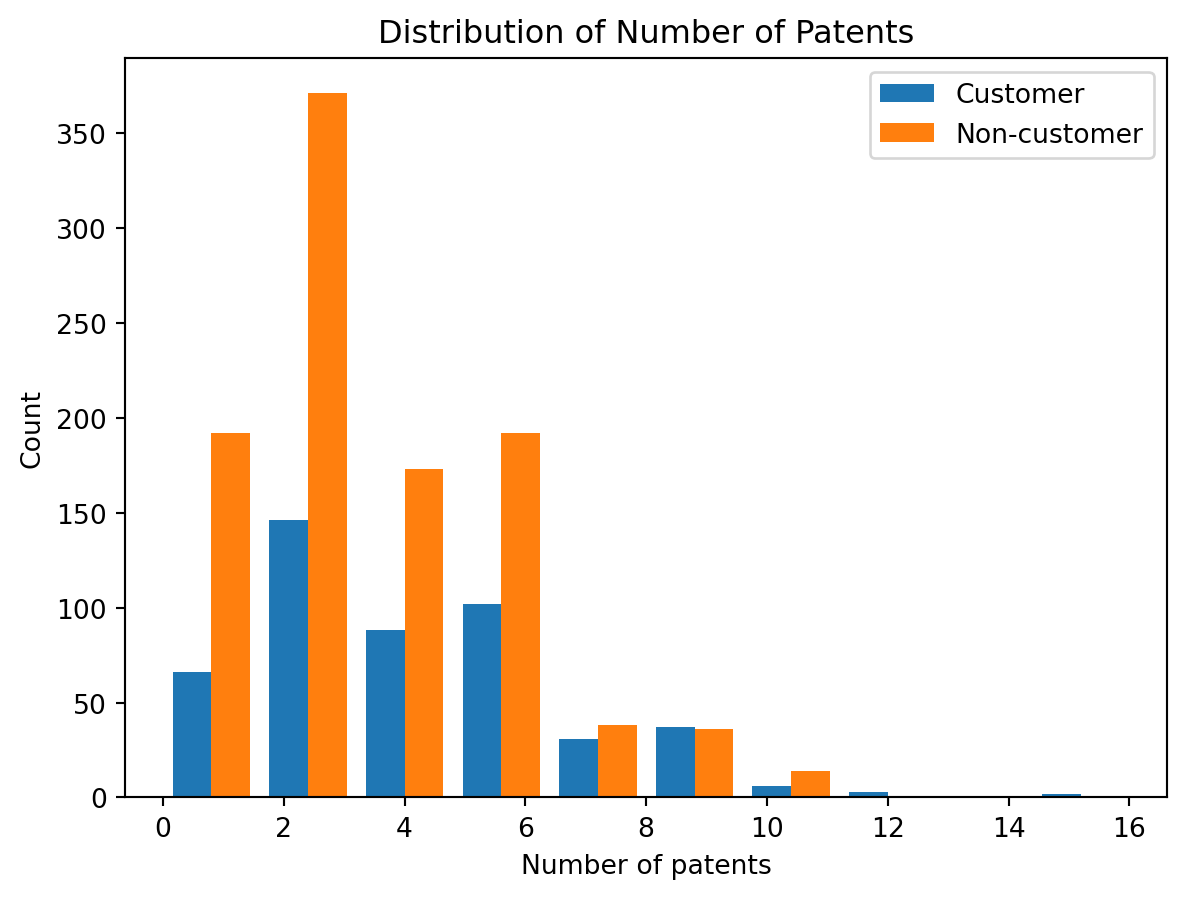 Distribution of Number of Patents
Customer
Non-customer
350
300
250
200
150
100
50
0
Count
0 2 4 6 8 10 12 14 16
Number of patents